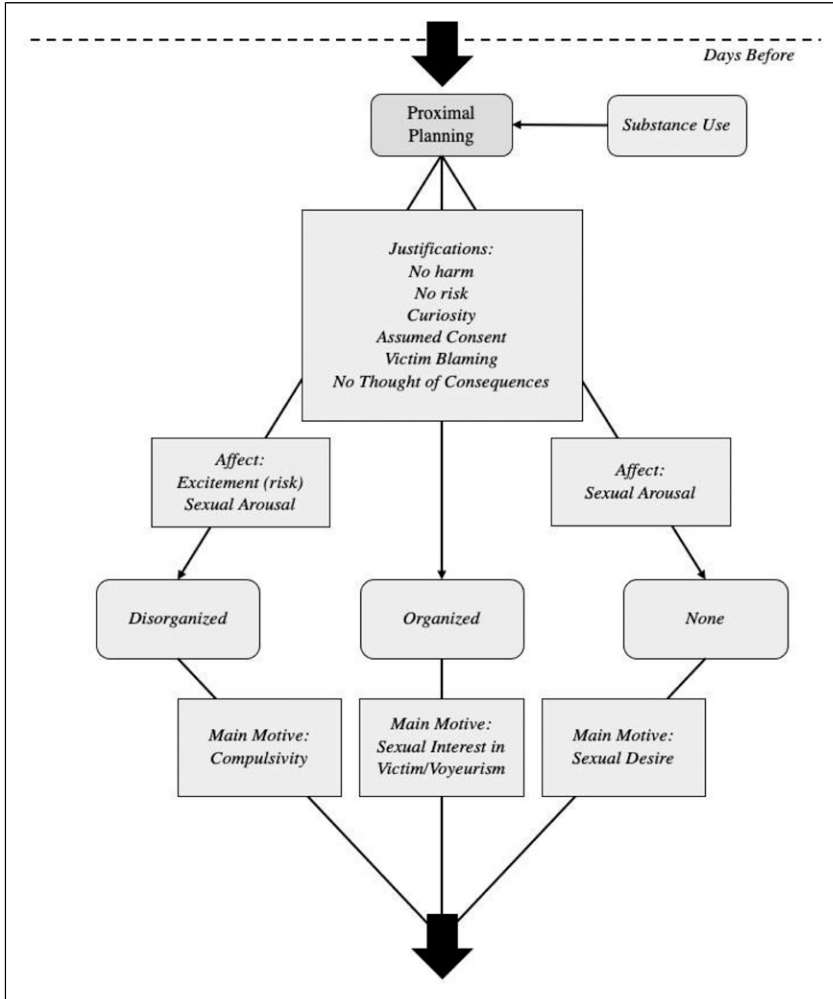 Days Before
Proximal
Planning
Substance Use
Justifications:
No harm
No risk
Curiosity
Assumed Consent
Victim Blaming
No Thought of Consequences
Affect:
Excitement (risk)
Sexual Arousal
Affect:
Sexual Arousal
Disorganized
Organized
None
Main Motive:
Compulsivity
Main Motive:
Sexual Interest in
Victim/Voyeurism
Main Motive:
Sexual Desire